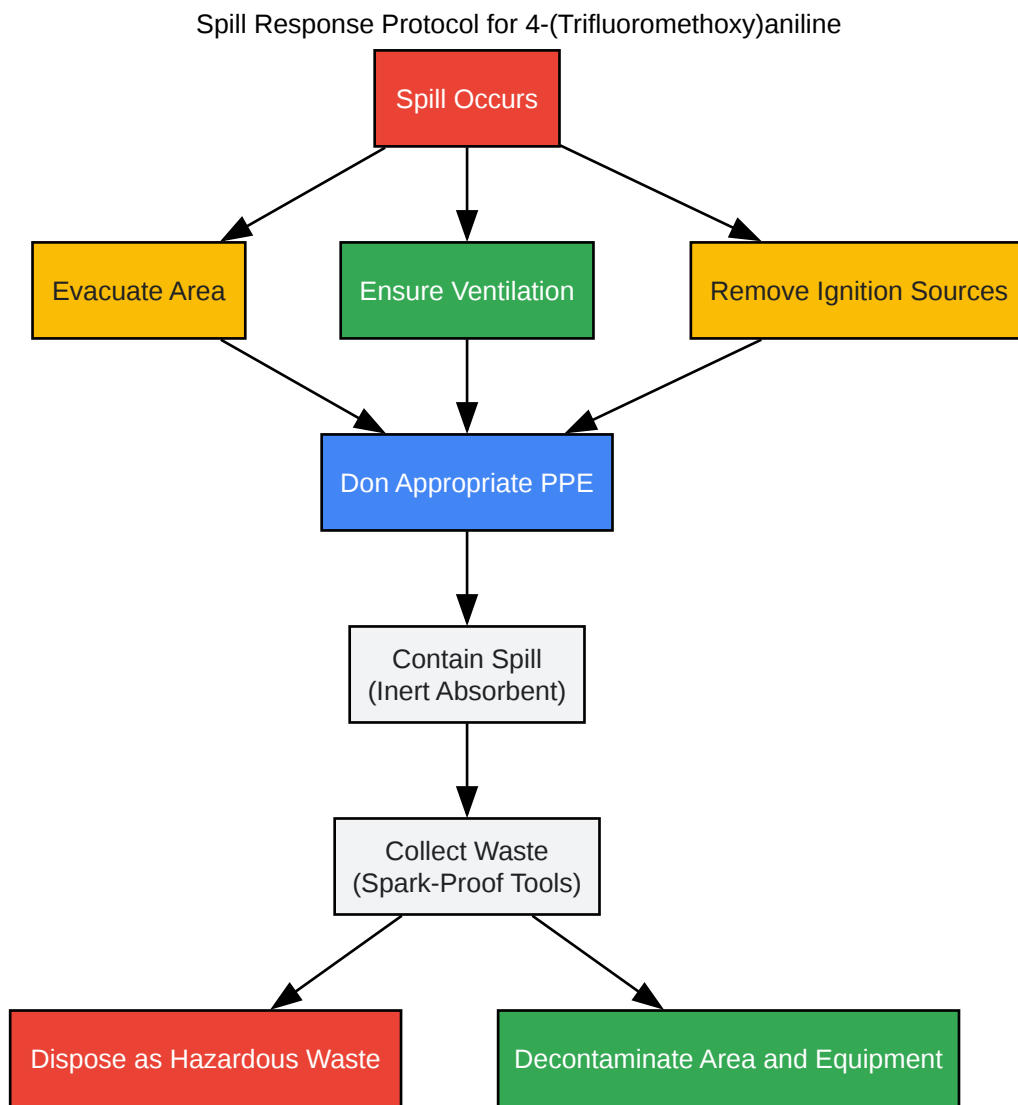 Spill Response Protocol for 4-(Trifluoromethoxy)aniline
Spill Occurs
Evacuate Area
Ensure Ventilation
Remove Ignition Sources
Don Appropriate PPE
Contain Spill
(Inert Absorbent)
Collect Waste
(Spark-Proof Tools)
Dispose as Hazardous Waste
Decontaminate Area and Equipment